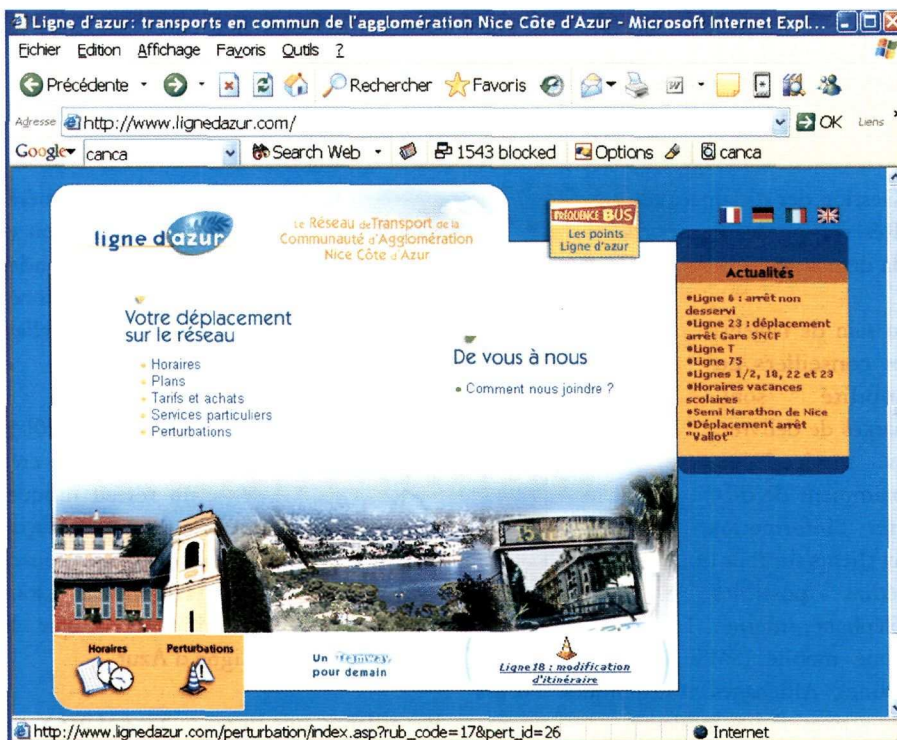 Ligne d'azur: transports en commun de l'agglomération Nice Côte d'Azur - Microsoft Internet Expl...
Fichier Edition Affichage Favoris Outils ?
Précédente Rechercher Favoris
Adresse http://www.lignedazur.com/ OK Liens »
Google canca Search Web 1543 blocked Options canca
ligne d'azur
Le Réseau de Transport de la
Communauté d'Agglomération
Nice Côte d'Azur
FRÉQUENCE BUS
Les points
Ligne d'azur
Votre déplacement
sur le réseau
Horaires
Plans
Tarifs et achats
Services particuliers
Perturbations
De vous à nous
Comment nous joindre ?
Actualités
•Ligne 6 : arrêt non
desservi
•Ligne 23 : déplacement
arrêt Gare SNCF
•Ligne T
•Ligne 75
•Lignes 1/2, 18, 22 et 23
•Horaires vacances
scolaires
•Semi Marathon de Nice
•Déplacement arrêt
"Vallot"
Horaires
Perturbations
Un Tramway
pour demain
Ligne 18 : modification
d'itinéraire
http://www.lignedazur.com/perturbation/index.asp?rub_code=17&pert_id=26 Internet